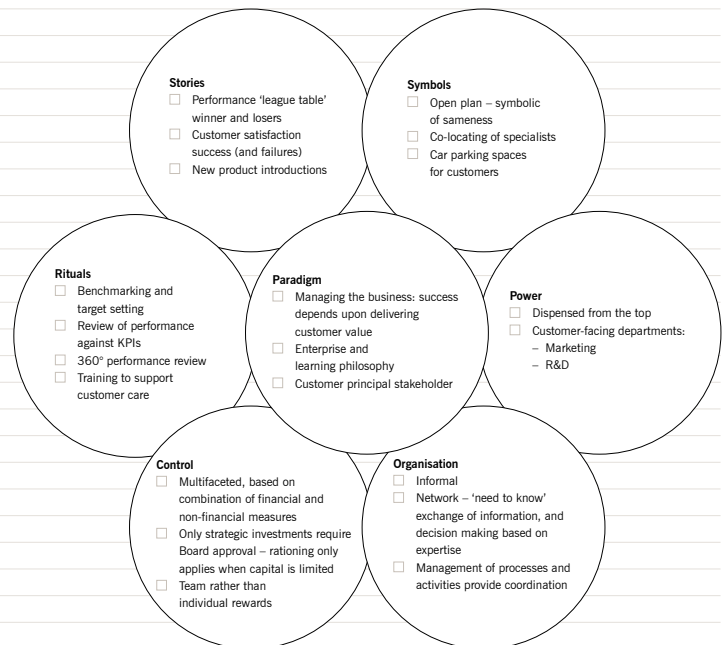 Stories
☐ Performance ‘league table’
winner and losers
☐ Customer satisfaction
success (and failures)
☐ New product introductions
Symbols
☐ Open plan – symbolic
of sameness
☐ Co-locating of specialists
☐ Car parking spaces
for customers
Rituals
☐ Benchmarking and
target setting
☐ Review of performance
against KPIs
☐ 360° performance review
☐ Training to support
customer care
Paradigm
☐ Managing the business: success
depends upon delivering
customer value
☐ Enterprise and
learning philosophy
☐ Customer principal stakeholder
Power
☐ Dispensed from the top
☐ Customer-facing departments:
– Marketing
– R&D
Control
☐ Multifaceted, based on
combination of financial and
non-financial measures
☐ Only strategic investments require
Board approval – rationing only
applies when capital is limited
☐ Team rather than
individual rewards
Organisation
☐ Informal
☐ Network – ‘need to know’
exchange of information, and
decision making based on
expertise
☐ Management of processes and
activities provide coordination